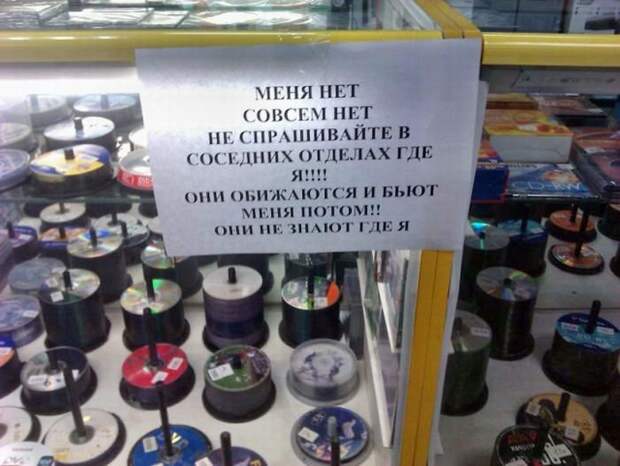 МЕНЯ НЕТ
СОВСЕМ НЕТ
НЕ СПРАШИВАЙТЕ В
СОСЕДНИХ ОТДЕЛАХ ГДЕ
Я!!!!
ОНИ ОБИЖАЮТСЯ И БЬЮТ
МЕНЯ ПОТОМ!!
ОНИ НЕ ЗНАЮТ ГДЕ Я